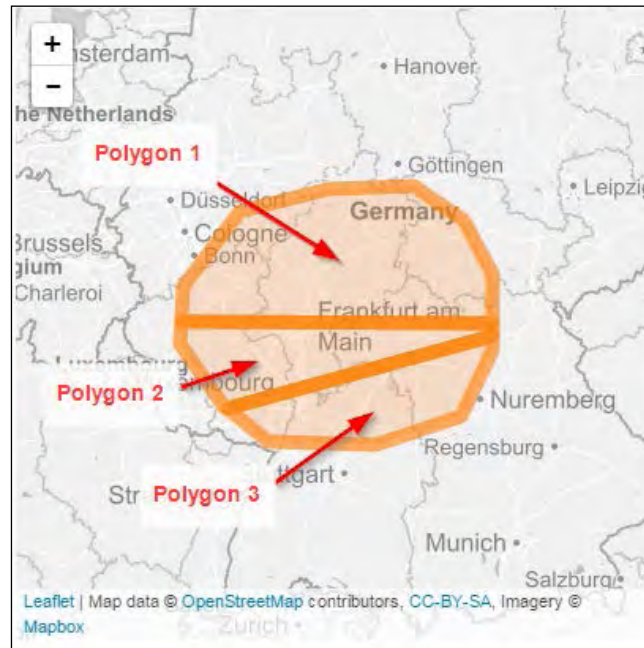 +
−
msterdam
Hanover
he Netherlands
Polygon 1
Göttingen
Düsseldorf
Leipzig
Germany
Brussels
Cologne
gium
Bonn
Charleroi
Frankfurt am
Main
Luxembourg
mbourg
Polygon 2
Nuremberg
Regensburg
ttgart
Str
Polygon 3
Munich
Salzburg
Leaflet | Map data © OpenStreetMap contributors, CC-BY-SA, Imagery ©
Mapbox
Zurich